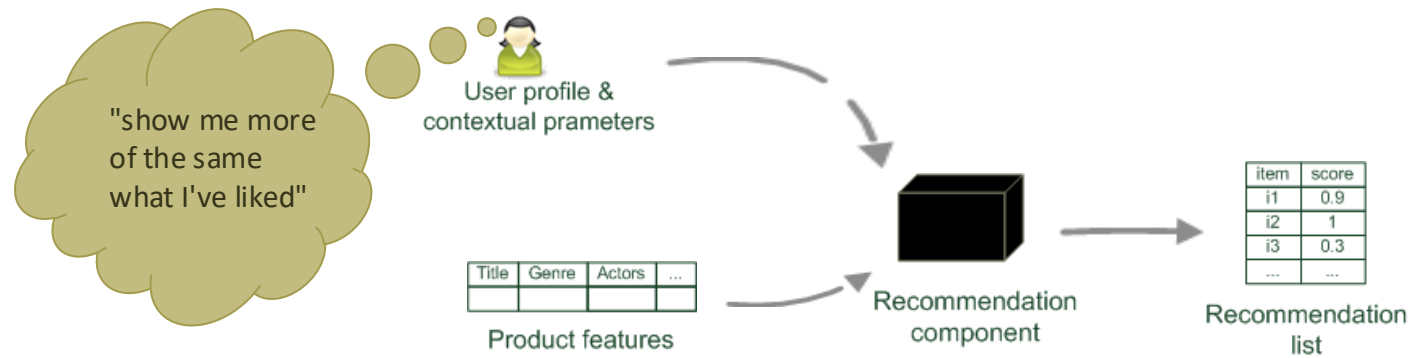 "show me more
of the same
what I've liked"
User profile &
contextual prameters
Title Genre Actors ...
Product features
Recommendation
component
item score
i1 0.9
i2 1
i3 0.3
... ...
Recommendation
list